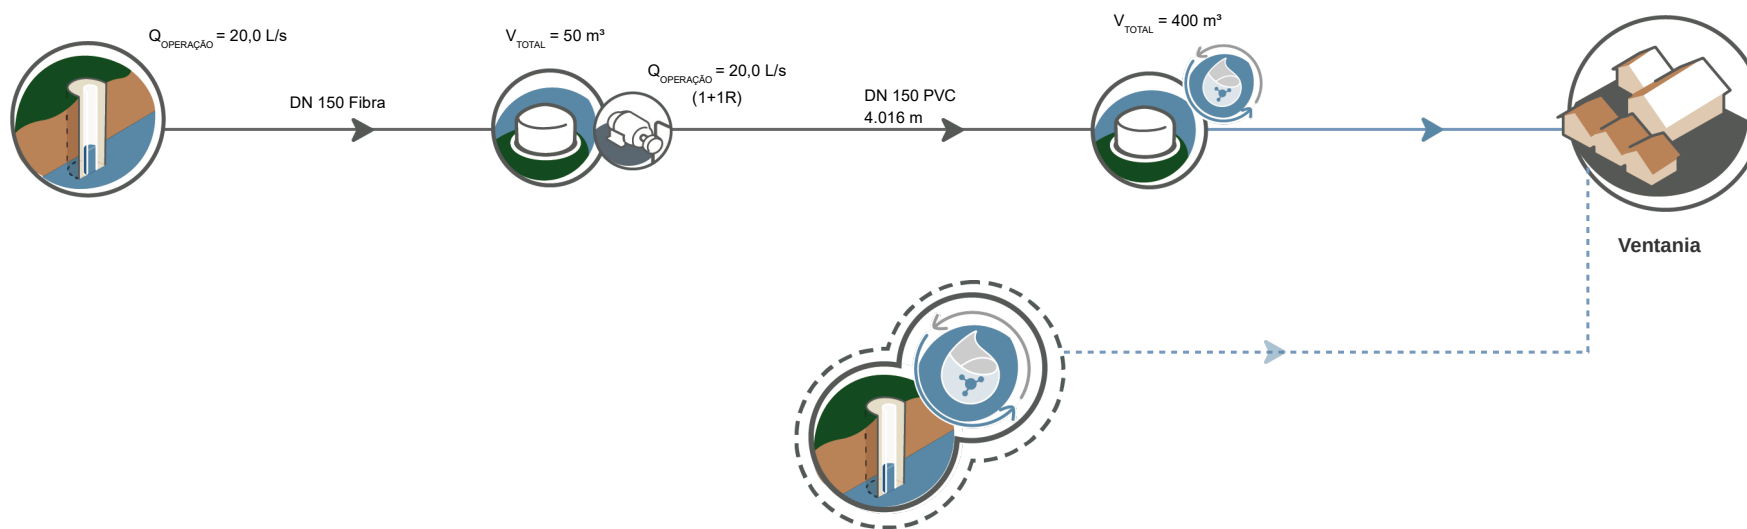 Q OPERAÇÃO = 20,0 L/s
DN 150 Fibra
V TOTAL = 50 m³
Q OPERAÇÃO = 20,0 L/s
(1+1R)
DN 150 PVC
4.016 m
V TOTAL = 400 m³
Ventania